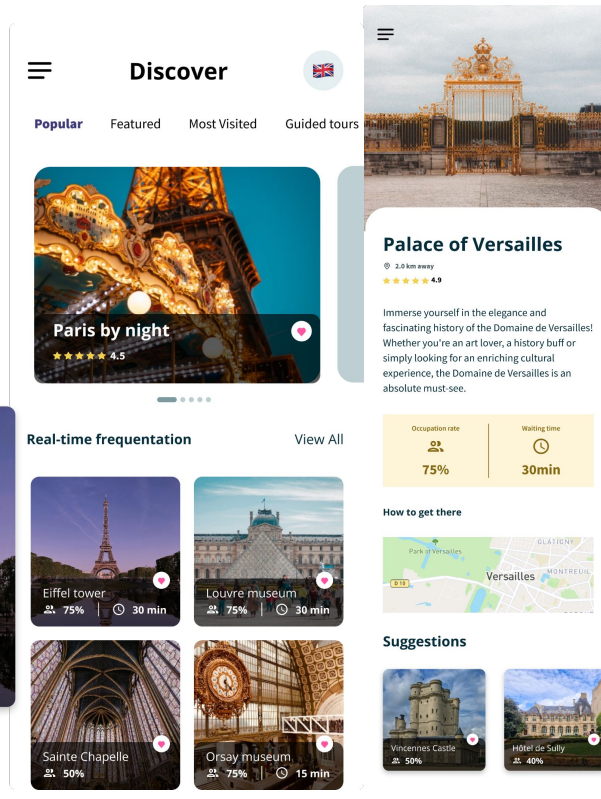 Discover
Popular Featured Most Visited Guided tours
Paris by night
4.5
Real-time frequentation View All
Eiffel tower
75% 30 min
Louvre museum
75% 30 min
Sainte Chapelle
50%
Orsay museum
75% 15 min
Palace of Versailles
2.0 km away
4.9
Immerse yourself in the elegance and
fascinating history of the Domaine de Versailles!
Whether you're an art lover, a history buff or
simply looking for an enriching cultural
experience, the Domaine de Versailles is an
absolute must-see.
Occupation rate Waiting time
75% 30min
How to get there
GLATIGNY
Park of Versailles
MONTREUIL
Versailles
D 10
Suggestions
Vincennes Castle
50%
Hôtel de Sully
40%